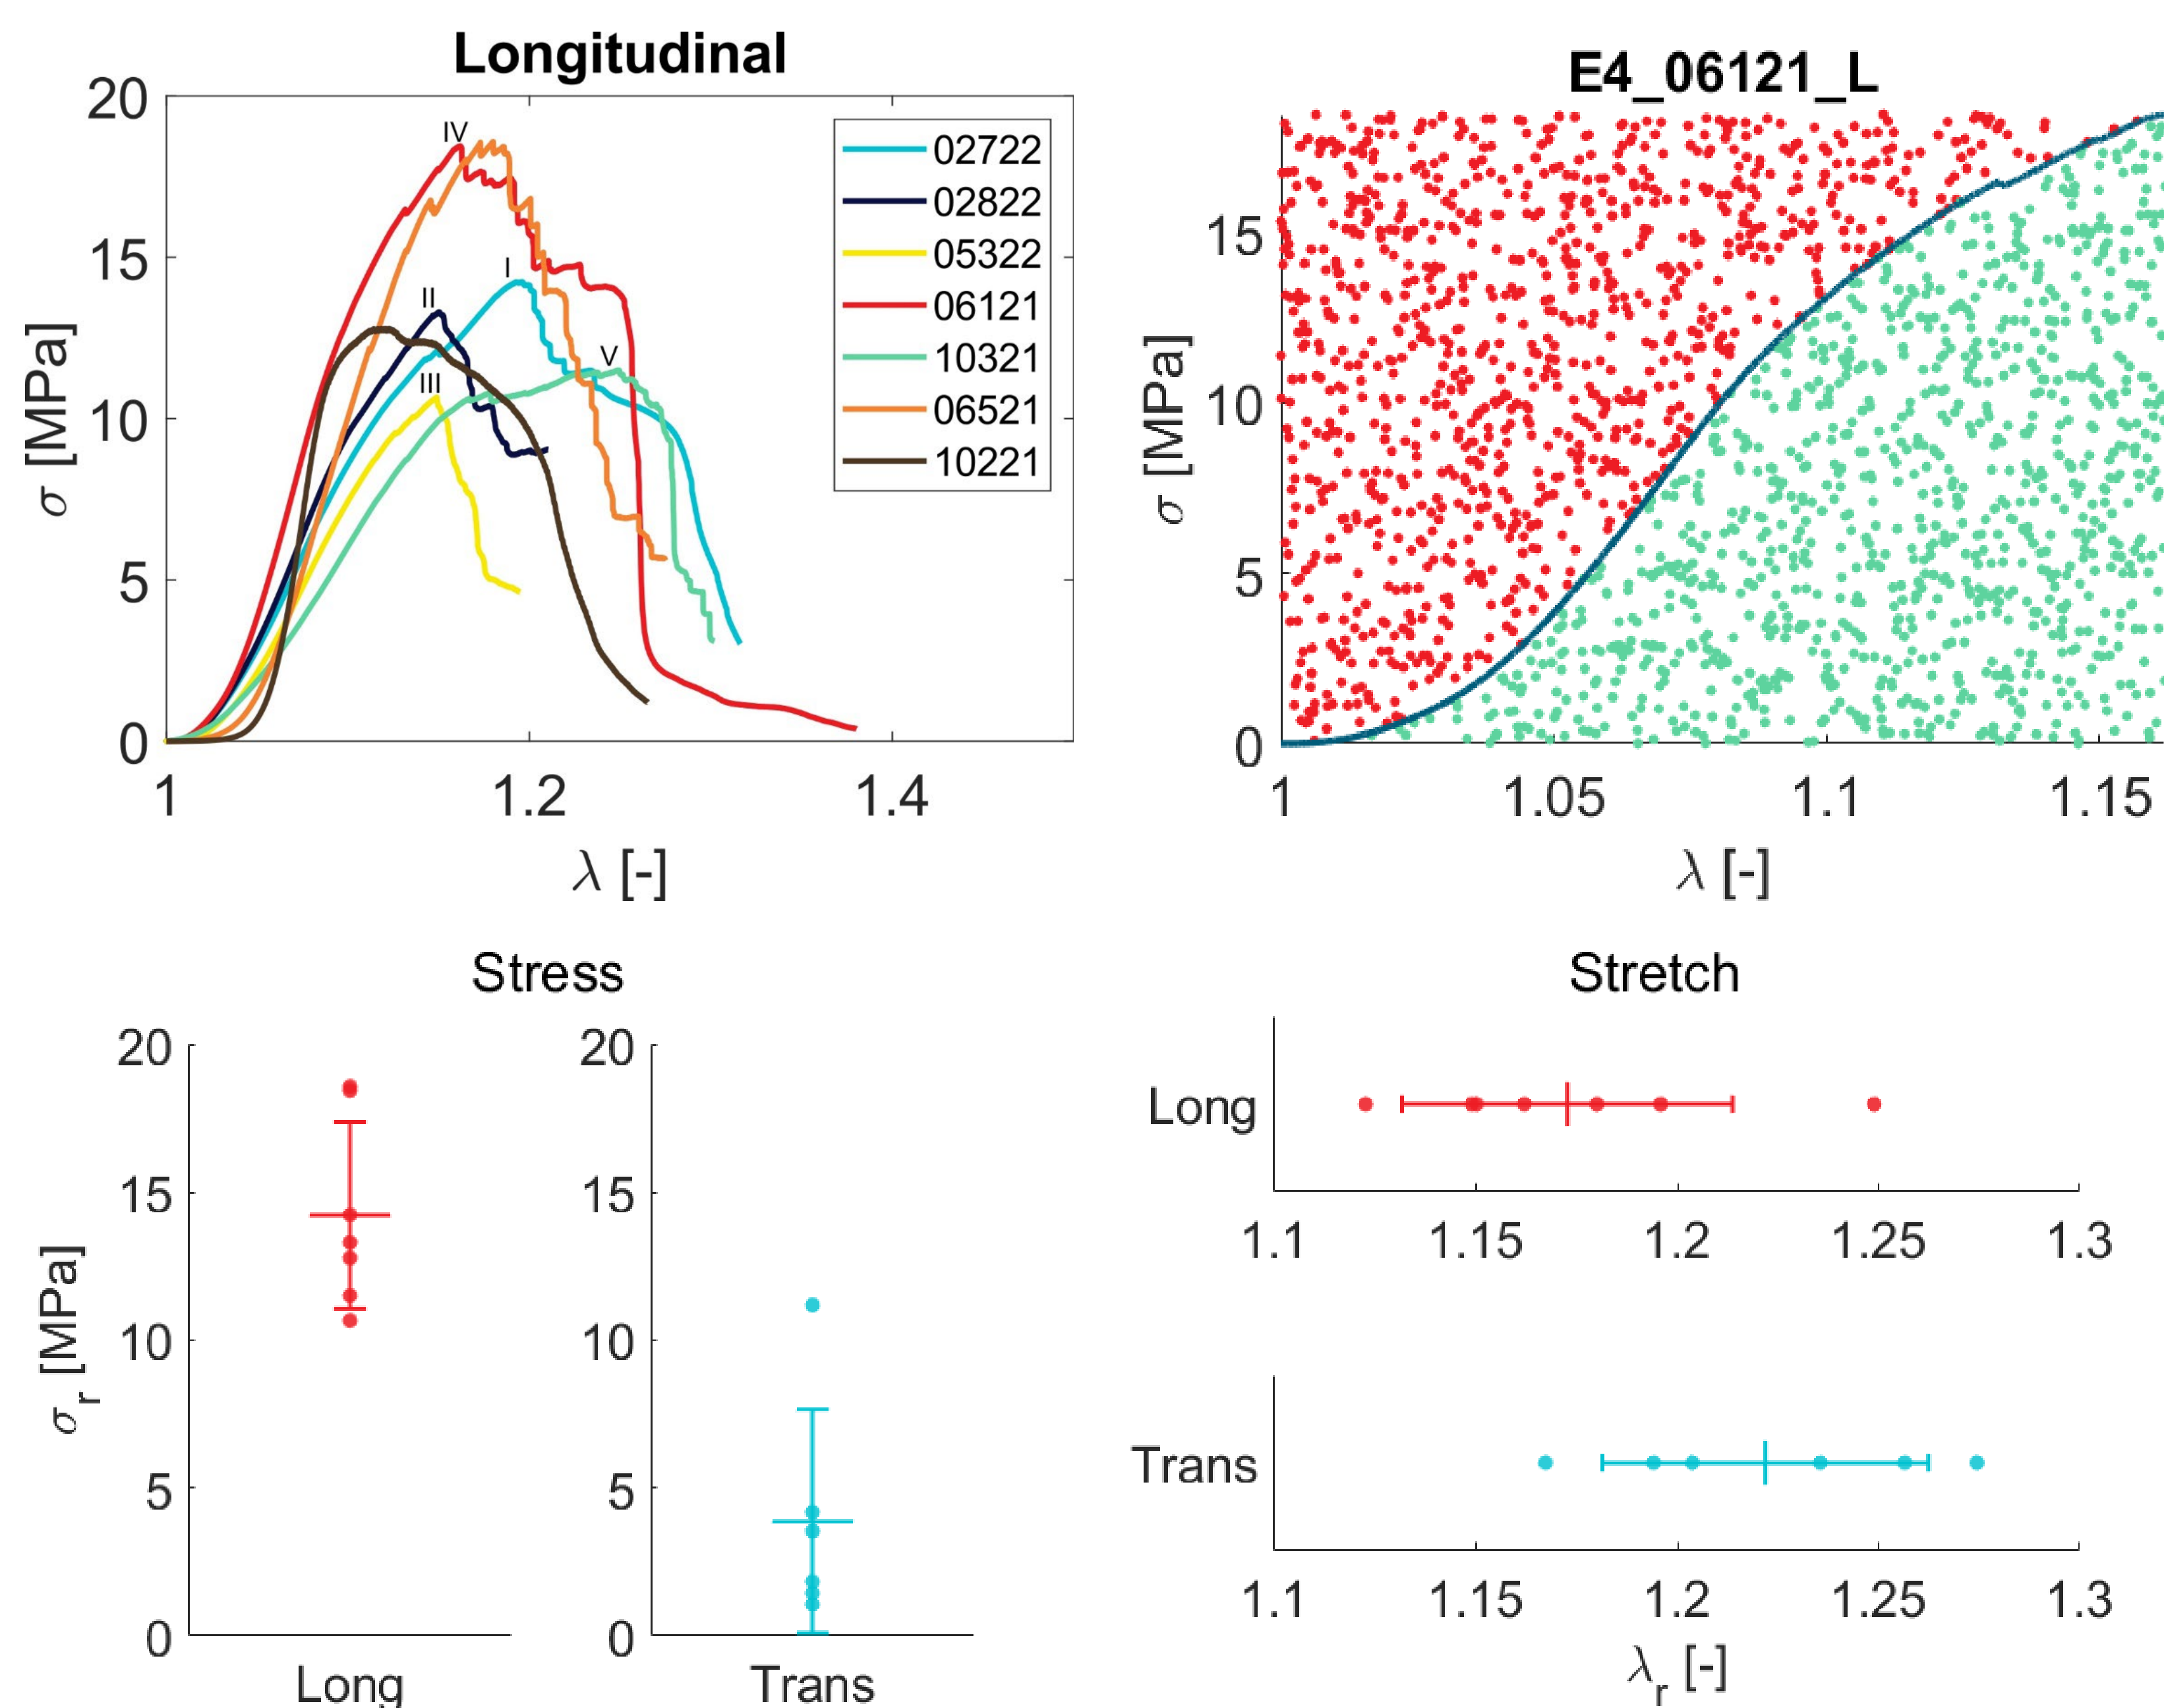 Longitudinal
20
15
10
5
0
σ [MPa]
IV
I
II
III
V
02722
02822
05322
06121
10321
06521
10221
1 1.2 1.4
λ [-]
E4_06121_L
15
10
5
0
σ [MPa]
1 1.05 1.1 1.15
λ [-]
Stress
20
15
10
5
0
σr [MPa]
Long
20
15
10
5
0
Trans
Stretch
Long
1.1 1.15 1.2 1.25 1.3
Trans
1.1 1.15 1.2 1.25 1.3
λr [-]